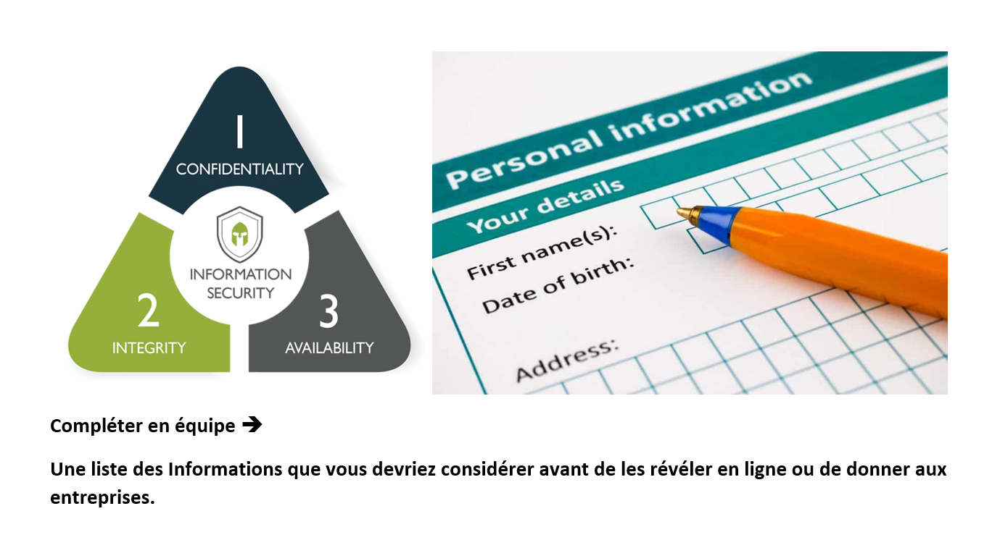 1
CONFIDENTIALITY
INFORMATION
SECURITY
2
INTEGRITY
3
AVAILABILITY
Personal information
Your details
First name(s):
Date of birth:
Address:
Compléter en équipe ➔
Une liste des Informations que vous devriez considérer avant de les révéler en ligne ou de donner aux
entreprises.